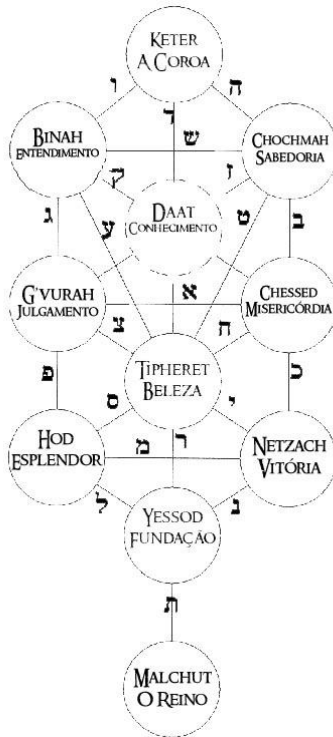 KETER
A COROA
ו ה
ד
BINAH
ENTENDIMENTO
ש
CHOCHMAH
SABEDORIA
ק ז
DAAT
CONHECIMENTO
ג ע ט ב
א
G'VURAH
JULGAMENTO
CHESSED
MISERICÓRDIA
צ ח
TIPHERET
BELEZA
פ כ
ס י
מ ר
HOD
ESPLENDOR
NETZACH
VITÓRIA
ל נ
YESSOD
FUNDAÇÃO
ת
MALCHUT
O REINO